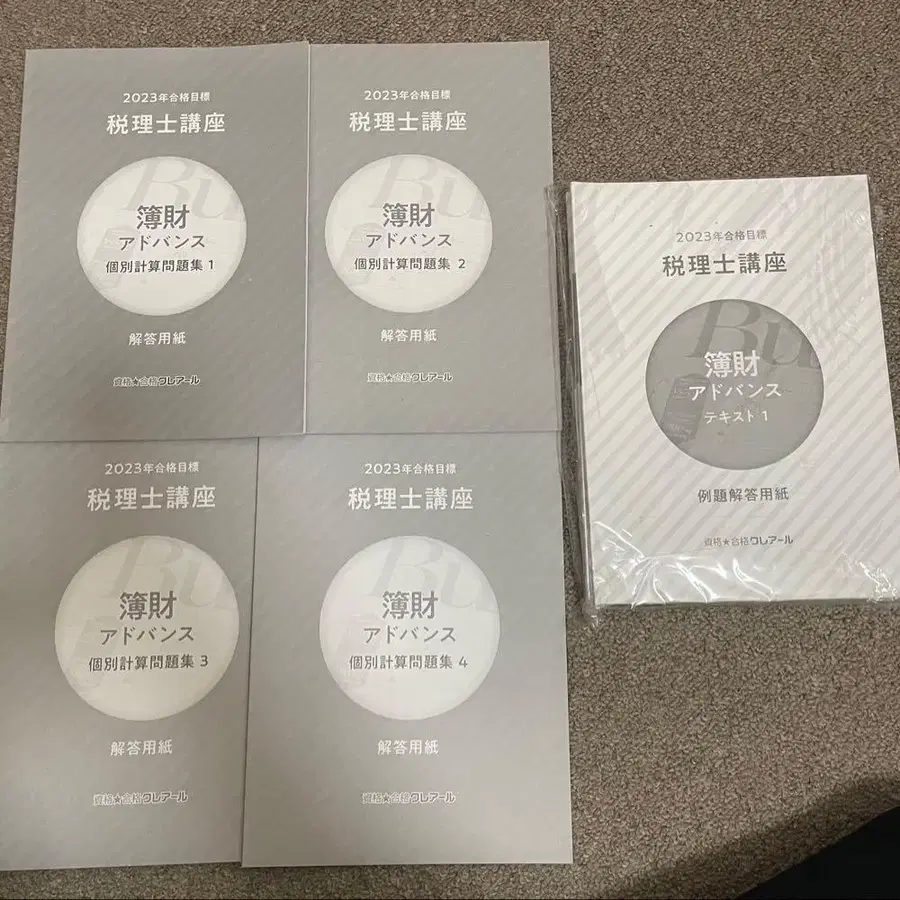 2023年合格目標
税理士講座
簿財
アドバンス
個別計算問題集 1
解答用紙
資格★合格クレアール
2023年合格目標
税理士講座
簿財
アドバンス
個別計算問題集 2
解答用紙
資格★合格クレアール
2023年合格目標
税理士講座
Bu
簿財
アドバンス
テキスト 1
例題解答用紙
資格★合格クレアール
2023年合格目標
税理士講座
簿財
アドバンス
個別計算問題集 3
解答用紙
資格★合格クレアール
2023年合格目標
税理士講座
簿財
アドバンス
個別計算問題集 4
解答用紙
資格★合格クレアール